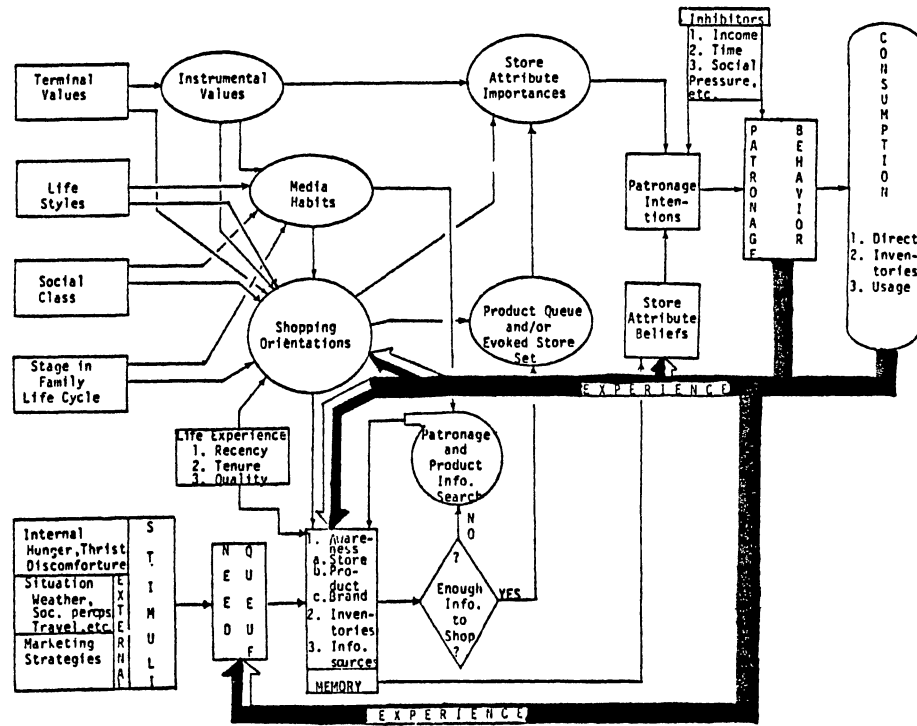 Inhibitors
1. Income
2. Time
3. Social
Pressure,
etc.
C O N S U M P T I O N
1. Direct
2. Inven-
tories
3. Usage
Terminal
Values
Instrumental
Values
Store
Attribute
Importances
P A T R O N A G E
B E H A V I O R
Life
Styles
Media
Habits
Patronage
Inten-
tions
Social
Class
Shopping
Orientations
Product Queue
and/or
Evoked Store
Set
Store
Attribute
Beliefs
Stage in
Family
Life Cycle
E X P E R I E N C E
Life Experience
1. Recency
2. Tenure
3. Quality
Patronage
and
Product
Info.
Search
N O
Internal
Hunger,Thrist
Discomforture
Situation
Weather,
Soc. percps
Travel,etc.
Marketing
Strategies
E X T E R N A L
S T I M U L I
N E E D
Q U E U E
1. Aware-
ness
a. Store
b. Pro-
duct
c. Brand
2. Inven-
tories
3. Info.
sources
MEMORY
?
Enough
Info.
to
Shop
?
YES
E X P E R I E N C E